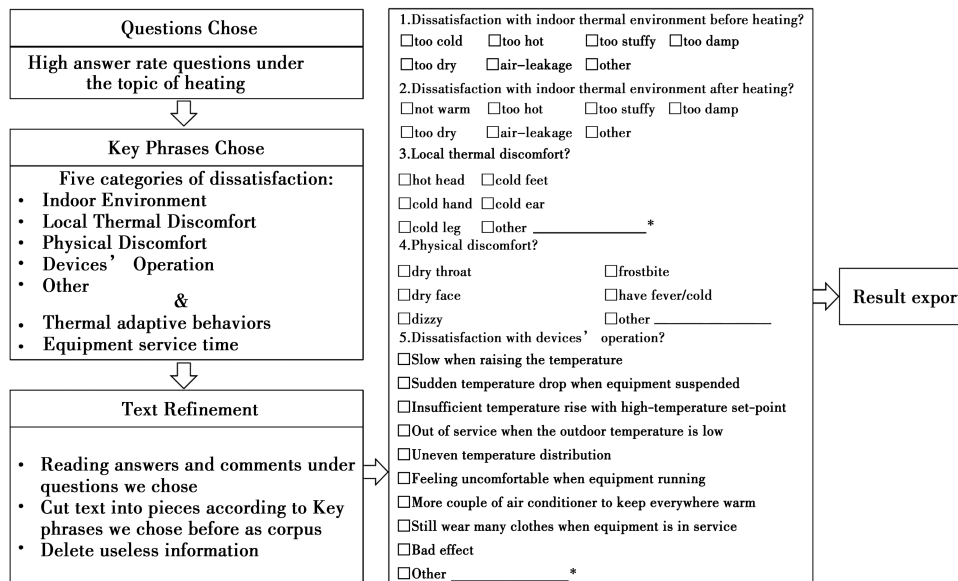 Questions Chose
High answer rate questions under
the topic of heating
Key Phrases Chose
Five categories of dissatisfaction:
• Indoor Environment
• Local Thermal Discomfort
• Physical Discomfort
• Devices' Operation
• Other
&
• Thermal adaptive behaviors
• Equipment service time
Text Refinement
• Reading answers and comments under
questions we chose
• Cut text into pieces according to Key
phrases we chose before as corpus
• Delete useless information
1.Dissatisfaction with indoor thermal environment before heating?
□too cold □too hot □too stuffy □too damp
□too dry □air-leakage □other
2.Dissatisfaction with indoor thermal environment after heating?
□not warm □too hot □too stuffy □too damp
□too dry □air-leakage □other
3.Local thermal discomfort?
□hot head □cold feet
□cold hand □cold ear
□cold leg □other ____________*
4.Physical discomfort?
□dry throat □frostbite
□dry face □have fever/cold
□dizzy □other ____________
5.Dissatisfaction with devices' operation?
□Slow when raising the temperature
□Sudden temperature drop when equipment suspended
□Insufficient temperature rise with high-temperature set-point
□Out of service when the outdoor temperature is low
□Uneven temperature distribution
□Feeling uncomfortable when equipment running
□More couple of air conditioner to keep everywhere warm
□Still wear many clothes when equipment is in service
□Bad effect
□Other ____________*
Result expor